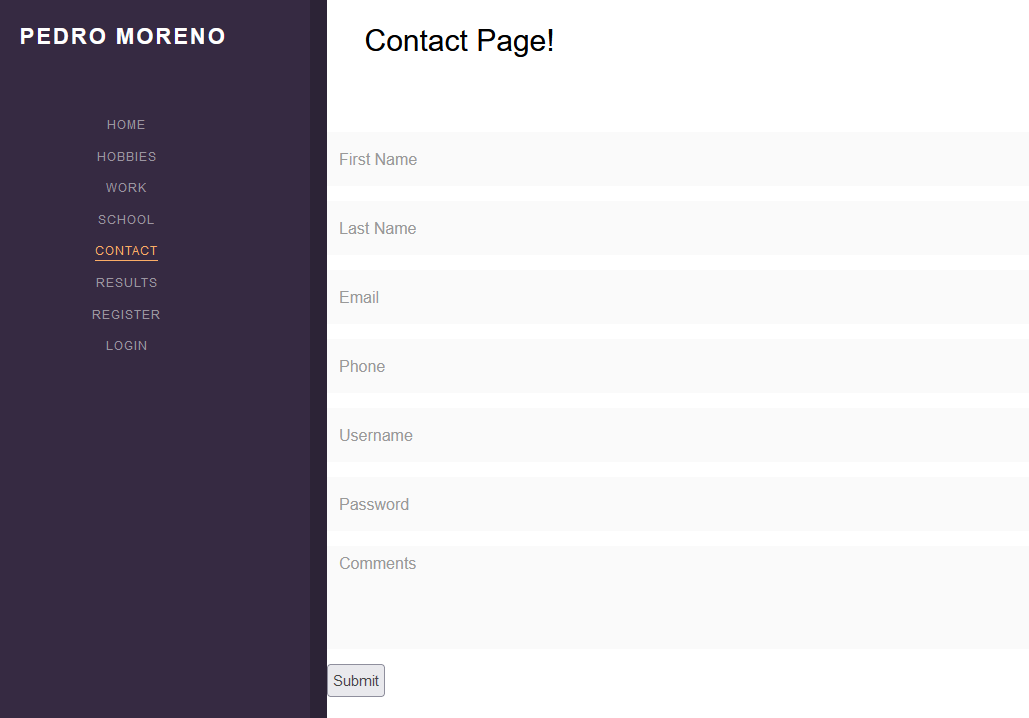 PEDRO MORENO
HOME
HOBBIES
WORK
SCHOOL
CONTACT
RESULTS
REGISTER
LOGIN
Contact Page!
First Name
Last Name
Email
Phone
Username
Password
Comments
Submit